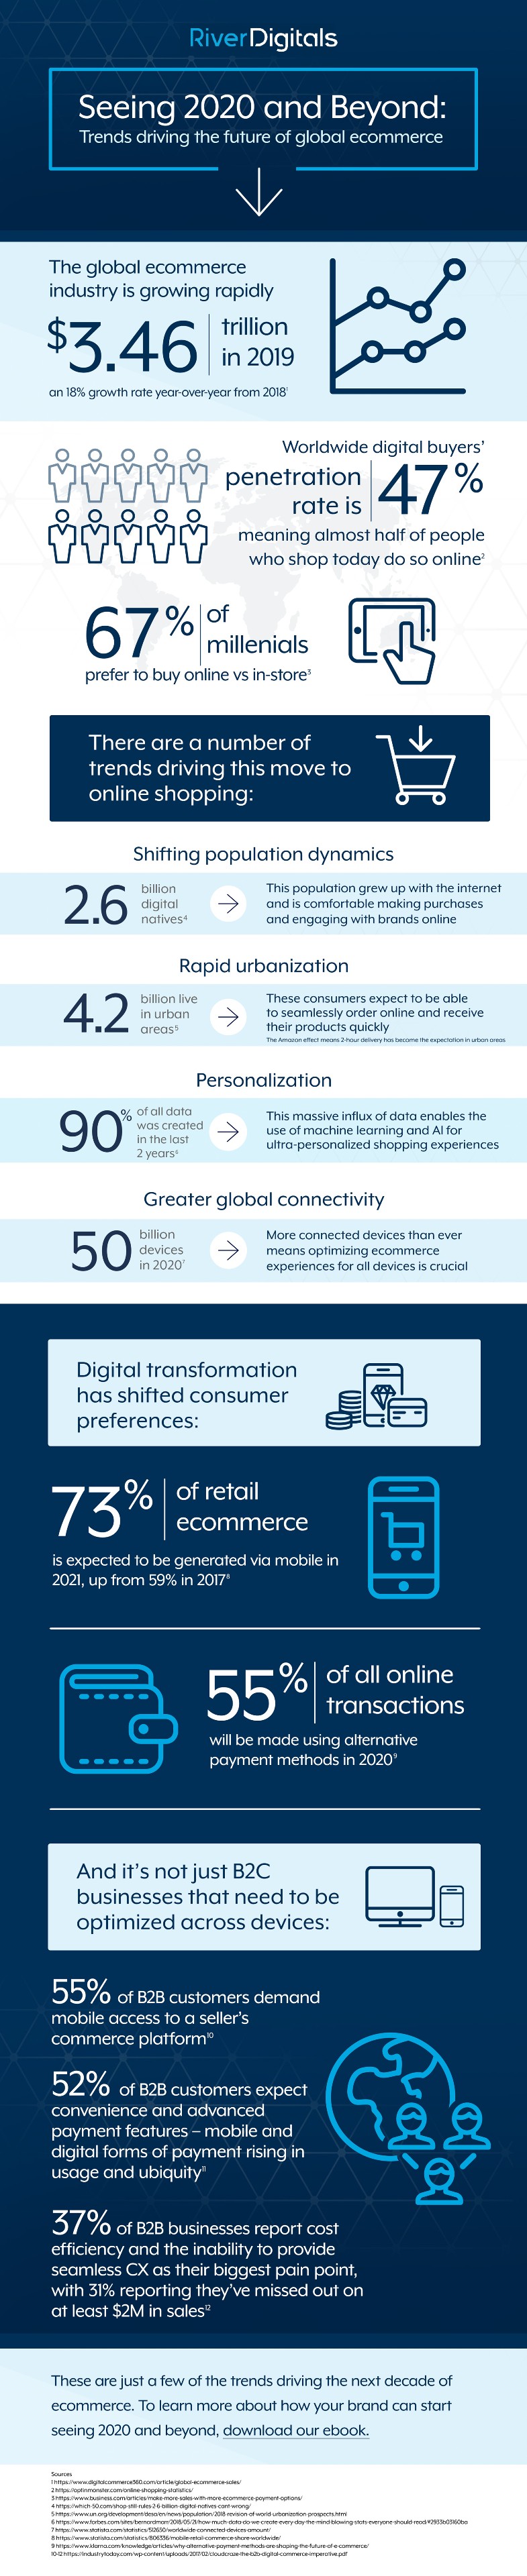 RiverDigitals
Seeing 2020 and Beyond:
Trends driving the future of global ecommerce
The global ecommerce
industry is growing rapidly
$3.46 trillion
in 2019
an 18% growth rate year-over-year from 2018¹
Worldwide digital buyers'
penetration
rate is 47%
meaning almost half of people
who shop today do so online²
67% of
millenials
prefer to buy online vs in-store³
There are a number of
trends driving this move to
online shopping:
Shifting population dynamics
2.6 billion
digital
natives⁴
This population grew up with the internet
and is comfortable making purchases
and engaging with brands online
Rapid urbanization
4.2 billion live
in urban
areas⁵
These consumers expect to be able
to seamlessly order online and receive
their products quickly
The Amazon effect means 2-hour delivery has become the expectation in urban areas
Personalization
90% of all data
was created
in the last
2 years⁶
This massive influx of data enables the
use of machine learning and AI for
ultra-personalized shopping experiences
Greater global connectivity
50 billion
devices
in 2020⁷
More connected devices than ever
means optimizing ecommerce
experiences for all devices is crucial
Digital transformation
has shifted consumer
preferences:
73% of retail
ecommerce
is expected to be generated via mobile in
2021, up from 59% in 2017⁸
55% of all online
transactions
will be made using alternative
payment methods in 2020⁹
And it's not just B2C
businesses that need to be
optimized across devices:
55% of B2B customers demand
mobile access to a seller's
commerce platform¹⁰
52% of B2B customers expect
convenience and advanced
payment features – mobile and
digital forms of payment rising in
usage and ubiquity¹¹
37% of B2B businesses report cost
efficiency and the inability to provide
seamless CX as their biggest pain point,
with 31% reporting they've missed out on
at least $2M in sales¹²
These are just a few of the trends driving the next decade of
ecommerce. To learn more about how your brand can start
seeing 2020 and beyond, download our ebook.
Sources
1 https://www.digitalcommerce360.com/article/global-ecommerce-sales/
2 https://optinmonster.com/online-shopping-statistics/
3 https://www.business.com/articles/make-more-sales-with-more-ecommerce-payment-options/
4 https://which-50.com/shop-still-rules-2-6-billion-digital-natives-cant-wrong/
5 https://www.un.org/development/desa/en/news/population/2018-revision-of-world-urbanization-prospects.html
6 https://www.forbes.com/sites/bernardmarr/2018/05/21/how-much-data-do-we-create-every-day-the-mind-blowing-stats-everyone-should-read/#2933b03160ba
7 https://www.statista.com/statistics/512650/worldwide-connected-devices-amount/
8 https://www.statista.com/statistics/806336/mobile-retail-commerce-share-worldwide/
9 https://www.klarna.com/knowledge/articles/why-alternative-payment-methods-are-shaping-the-future-of-e-commerce/
10-12 https://industrytoday.com/wp-content/uploads/2017/02/cloudcraze-the-b2b-digital-commerce-imperative.pdf